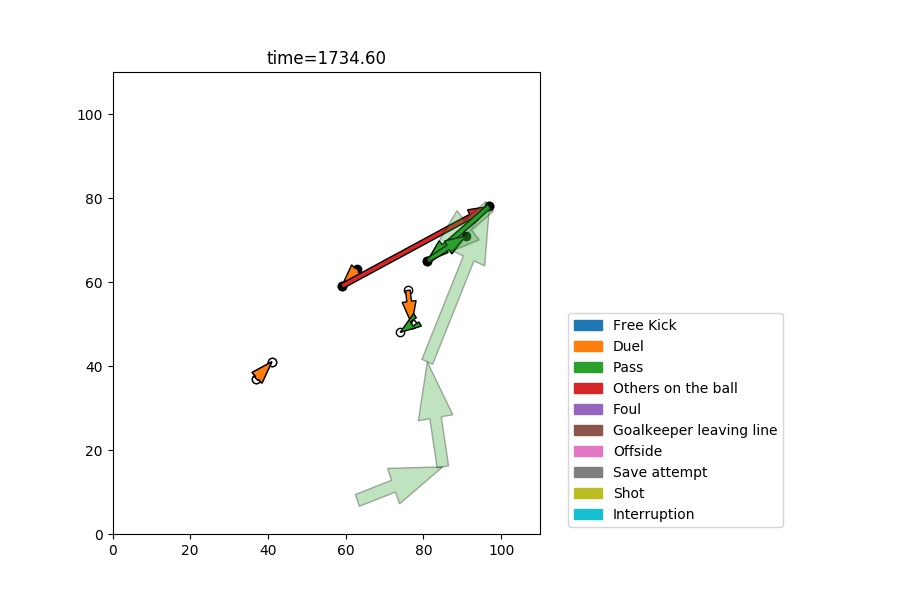 time=1734.60
100
80
60
40
20
0
0 20 40 60 80 100
Free Kick
Duel
Pass
Others on the ball
Foul
Goalkeeper leaving line
Offside
Save attempt
Shot
Interruption